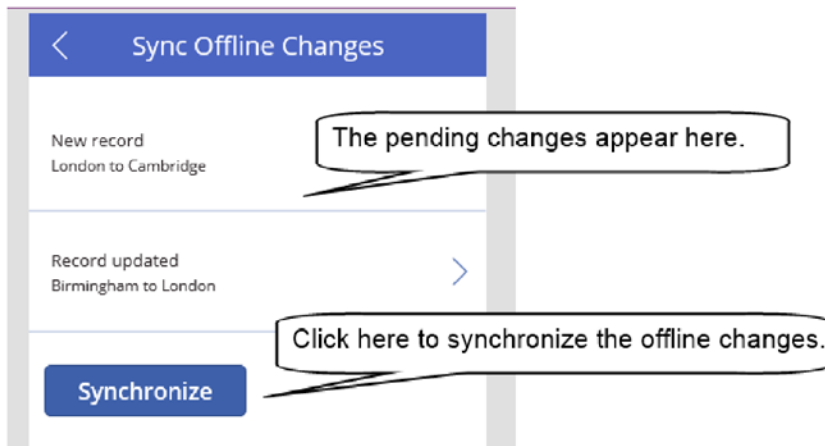 Sync Offline Changes
New record
London to Cambridge
The pending changes appear here.
Record updated
Birmingham to London
Click here to synchronize the offline changes.
Synchronize